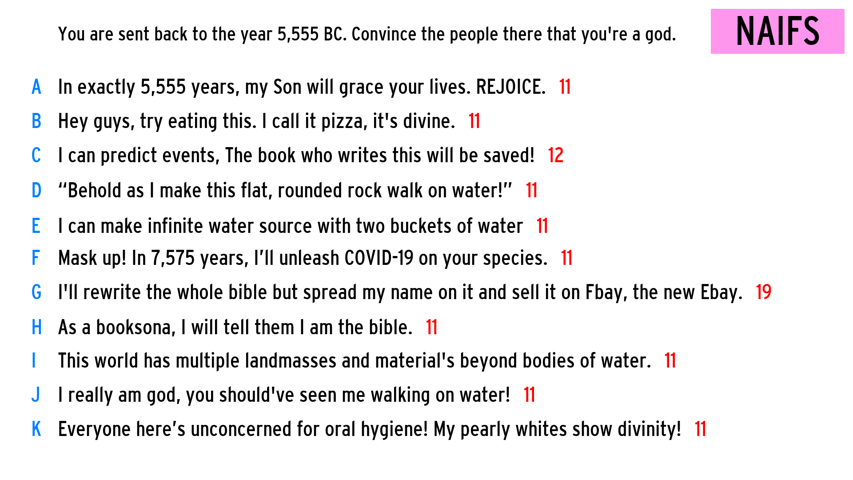 You are sent back to the year 5,555 BC. Convince the people there that you're a god.
NAIFS
A In exactly 5,555 years, my Son will grace your lives. REJOICE. 11
B Hey guys, try eating this. I call it pizza, it's divine. 11
C I can predict events, The book who writes this will be saved! 12
D “Behold as I make this flat, rounded rock walk on water!” 11
E I can make infinite water source with two buckets of water 11
F Mask up! In 7,575 years, I’ll unleash COVID-19 on your species. 11
G I'll rewrite the whole bible but spread my name on it and sell it on Fbay, the new Ebay. 19
H As a booksona, I will tell them I am the bible. 11
I This world has multiple landmasses and material's beyond bodies of water. 11
J I really am god, you should've seen me walking on water! 11
K Everyone here’s unconcerned for oral hygiene! My pearly whites show divinity! 11